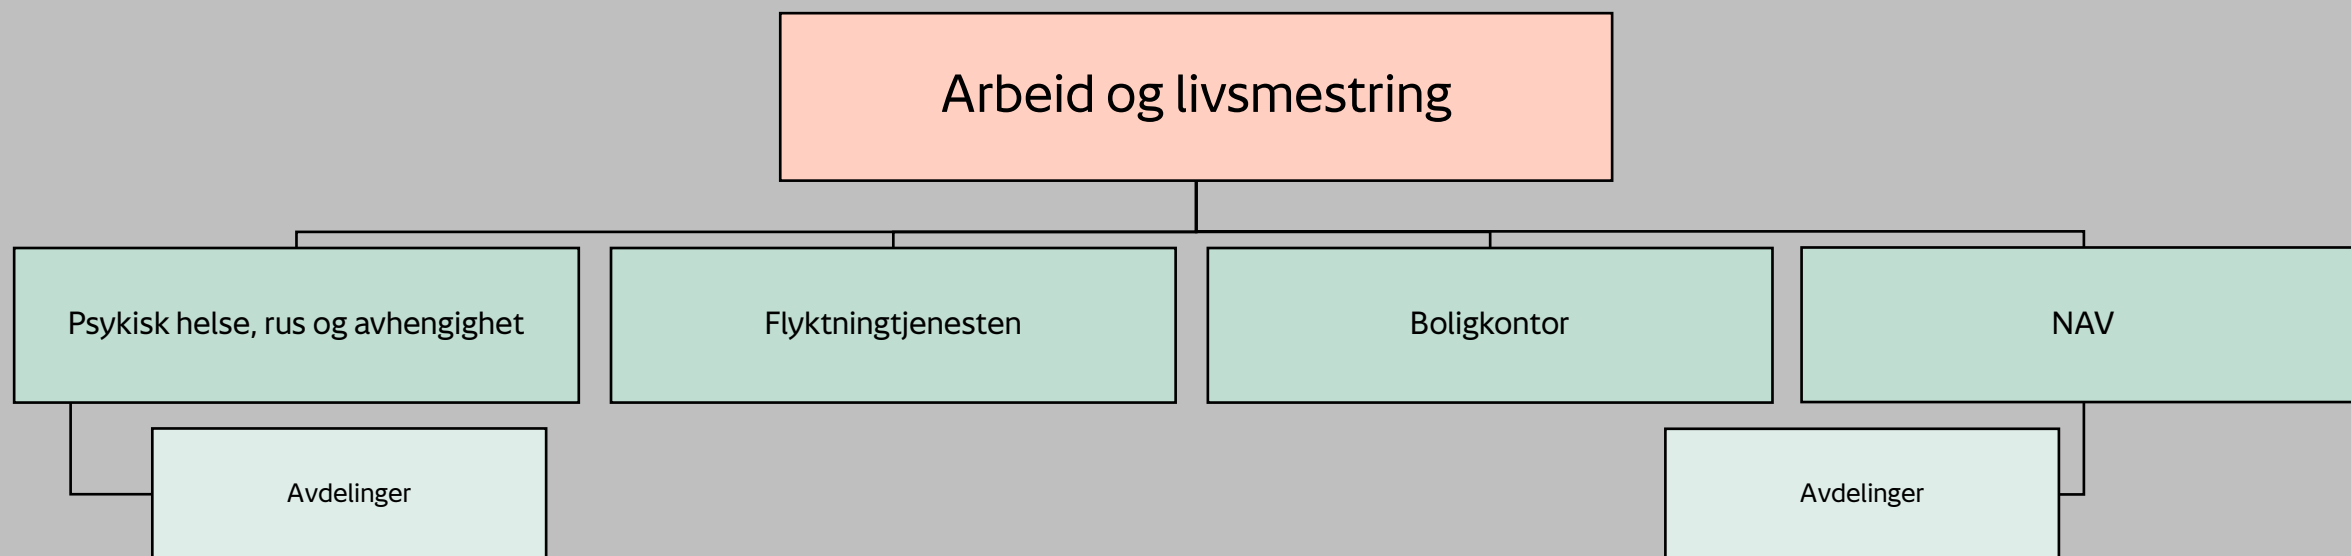 Arbeid og livsmestring
Psykisk helse, rus og avhengighet
Flyktningtjenesten
Boligkontor
NAV
Avdelinger
Avdelinger